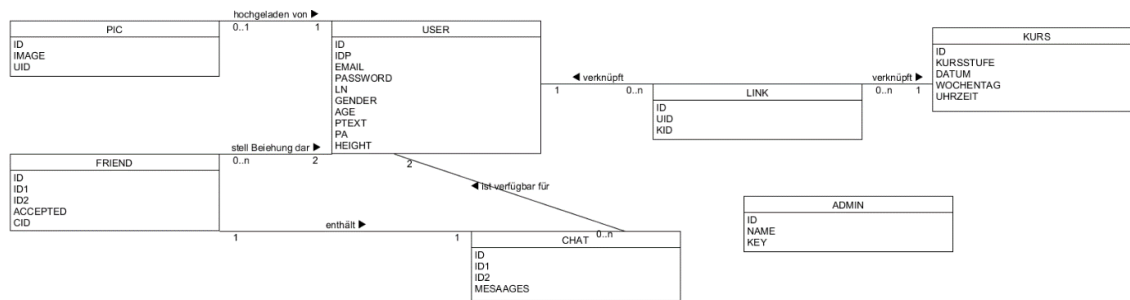 hochgeladen von ▶
0..1
1
PIC
ID
IMAGE
UID
USER
ID
IDP
EMAIL
PASSWORD
LN
GENDER
AGE
PTEXT
PA
HEIGHT
◀ verknüpft
1
0..n
LINK
ID
UID
KID
verknüpft ▶
0..n
1
KURS
ID
KURSSTUFE
DATUM
WOCHENTAG
UHRZEIT
stell Beiehung dar ▶
0..n
2
FRIEND
ID
ID1
ID2
ACCEPTED
CID
2
◀ ist verfügbar für
0..n
enthält ▶
1
1
CHAT
ID
ID1
ID2
MESAAGES
ADMIN
ID
NAME
KEY